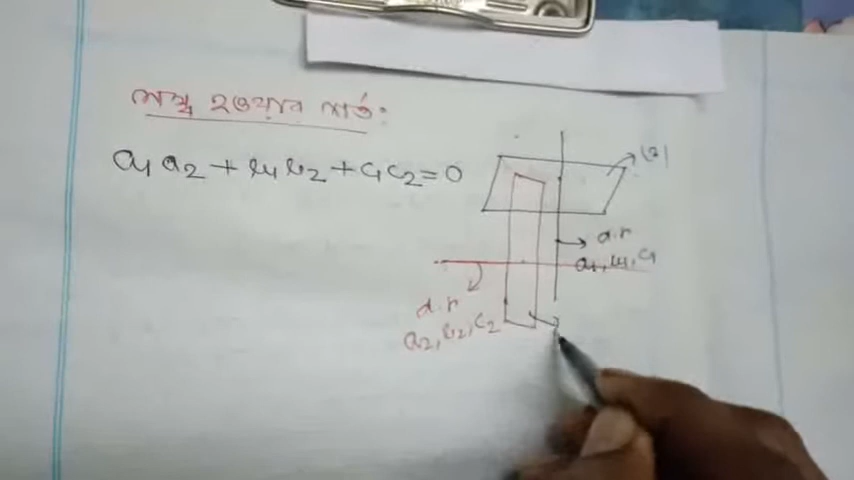 লম্ব হওয়ার শর্ত:
a₁a₂ + b₁b₂ + c₁c₂ = 0
d.r
a₁, b₁, c₁
d.r
a₂, b₂, c₂